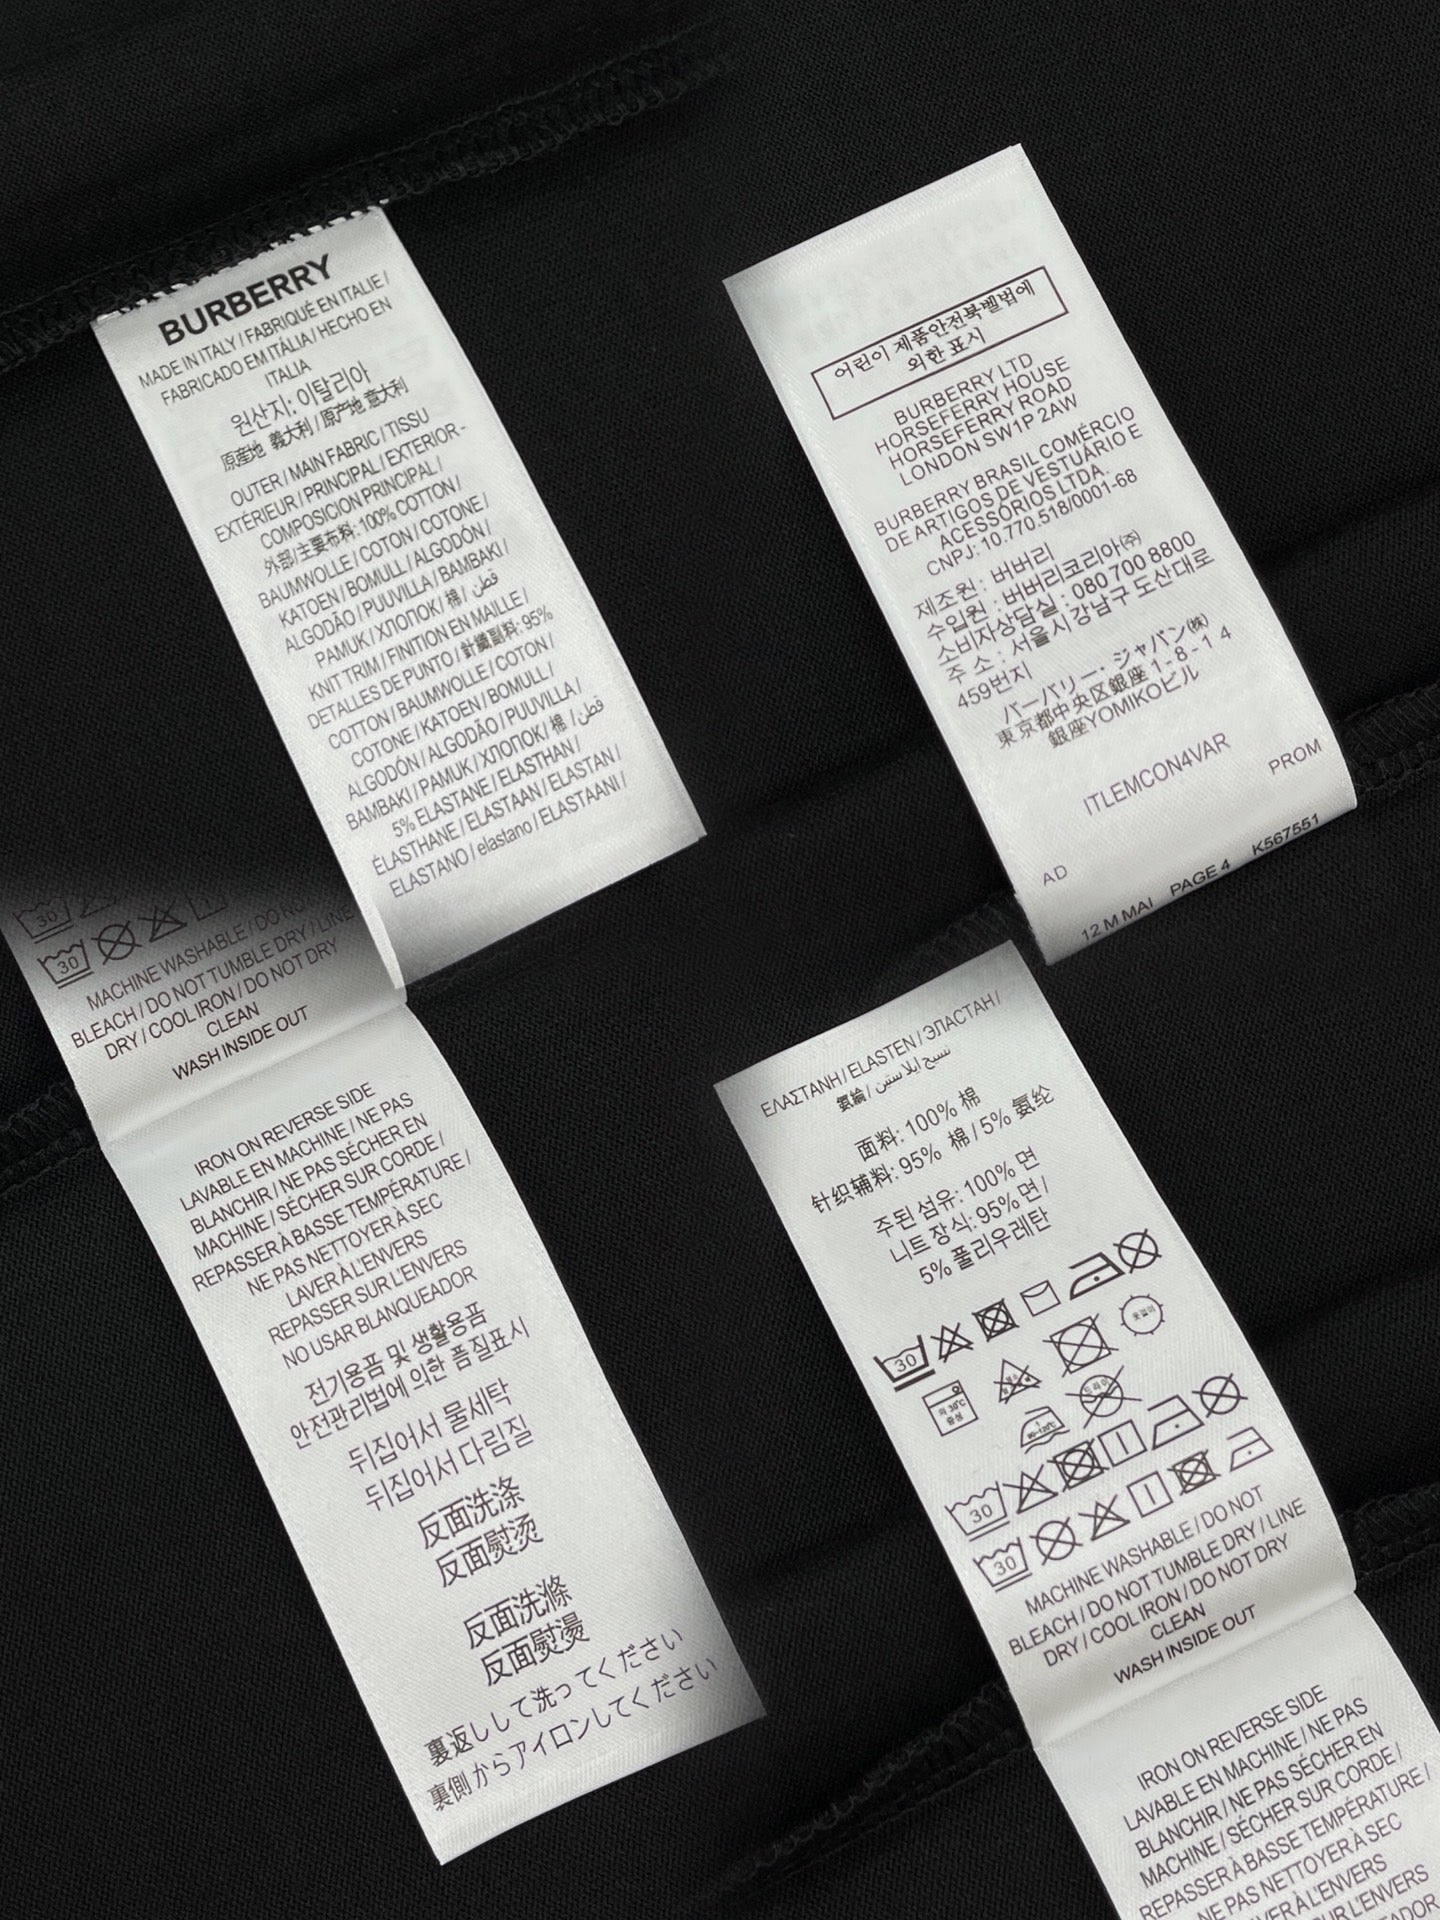 BURBERRY
MADE IN ITALY / FABRIQUÉ EN ITALIE /
FABRICADO EM ITÁLIA / HECHO EN
ITALIA
원산지: 이탈리아
原産地 義大利 / 原产地 意大利
OUTER / MAIN FABRIC / TISSU
EXTÉRIEUR / PRINCIPAL / EXTERIOR-
COMPOSICION PRINCIPAL /
外部/主要布料: 100% COTTON /
BAUMWOLLE / COTON / COTONE /
KATOEN / BOMULL / ALGODÓN /
ALGODÃO / PUUVILLA / BAMBAKI /
PAMUK / ХЛОПОК / 棉 / قطن
KNIT TRIM / FINITION EN MAILLE /
DETALLES DE PUNTO / 針織副料: 95%
COTTON / BAUMWOLLE / COTON /
COTONE / KATOEN / BOMULL /
ALGODÓN / ALGODÃO / PUUVILLA /
BAMBAKI / PAMUK / ХЛОПОК / 棉 / قطن
5% ELASTANE / ELASTHAN /
ÉLASTHANE / ELASTAAN / ELASTAN /
ELASTANO / elastano / ELASTAANI /
30
30
MACHINE WASHABLE / DO NOT
BLEACH / DO NOT TUMBLE DRY / LINE
DRY / COOL IRON / DO NOT DRY
CLEAN
WASH INSIDE OUT
IRON ON REVERSE SIDE
LAVABLE EN MACHINE / NE PAS
BLANCHIR / NE PAS SÉCHER EN
MACHINE / SÉCHER SUR CORDE /
REPASSER À BASSE TEMPÉRATURE /
NE PAS NETTOYER À SEC
LAVER À L'ENVERS
REPASSER SUR L'ENVERS
NO USAR BLANQUEADOR
전기용품 및 생활용품
안전관리법에 의한 품질표시
뒤집어서 물세탁
뒤집어서 다림질
反面洗涤
反面熨烫
反面洗滌
反面熨燙
裏返しして洗ってください
裏側からアイロンしてください
어린이 제품안전특별법에
의한 표시
BURBERRY LTD
HORSEFERRY HOUSE
HORSEFERRY ROAD
LONDON SW1P 2AW
BURBERRY BRASIL COMÉRCIO
DE ARTIGOS DE VESTUÁRIO E
ACESSÓRIOS LTDA.
CNPJ: 10.770.518/0001-68
제조원 : 버버리
수입원 : 버버리코리아㈜
소비자상담실 : 080 700 8800
주 소 : 서울시 강남구 도산대로
459번지
バーバリー・ジャパン㈱
東京都中央区銀座1-8-14
銀座YOMIKOビル
ITLEMCON4VAR
AD PROM
12 M MAI PAGE 4 K567551
ΕΛΑΣΤΑΝΗ / ELASTEN / ЭЛАСТАН /
氨綸 / نسيج إيلاستين
面料: 100% 棉
针织辅料: 95% 棉 / 5% 氨纶
주된 섬유: 100% 면
니트 장식: 95% 면 /
5% 폴리우레탄
30
약 30℃
중성
80~120℃
드라이
옷걸이
30
30
MACHINE WASHABLE / DO NOT
BLEACH / DO NOT TUMBLE DRY / LINE
DRY / COOL IRON / DO NOT DRY
CLEAN
WASH INSIDE OUT
IRON ON REVERSE SIDE
LAVABLE EN MACHINE / NE PAS
BLANCHIR / NE PAS SÉCHER EN
MACHINE / SÉCHER SUR CORDE /
REPASSER À BASSE TEMPÉRATURE /
NE PAS NETTOYER À SEC
À L'ENVERS
SUR L'ENVERS